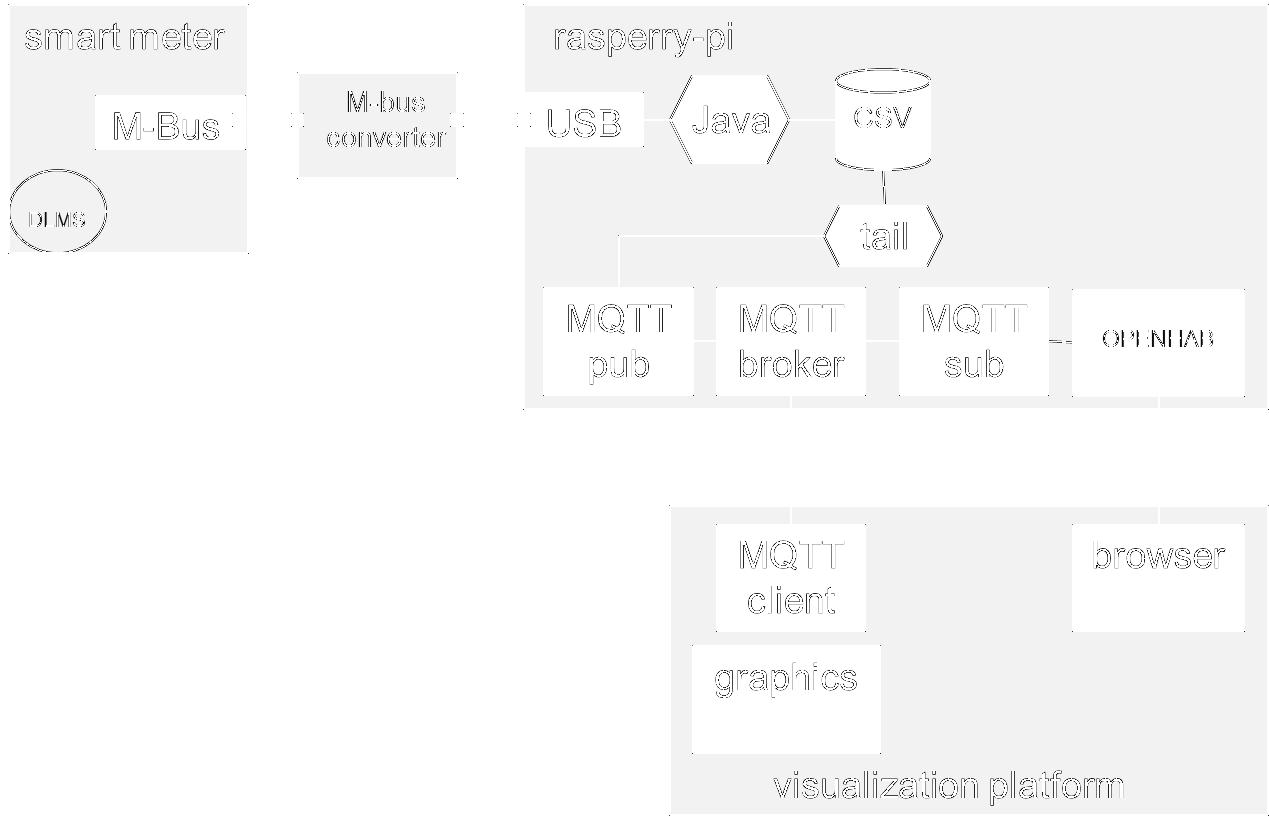 smart meter
M-Bus
DLMS
M-bus
converter
rasperry-pi
USB
Java
CSV
tail
MQTT
pub
MQTT
broker
MQTT
sub
OPENHAB
MQTT
client
browser
graphics
visualization platform